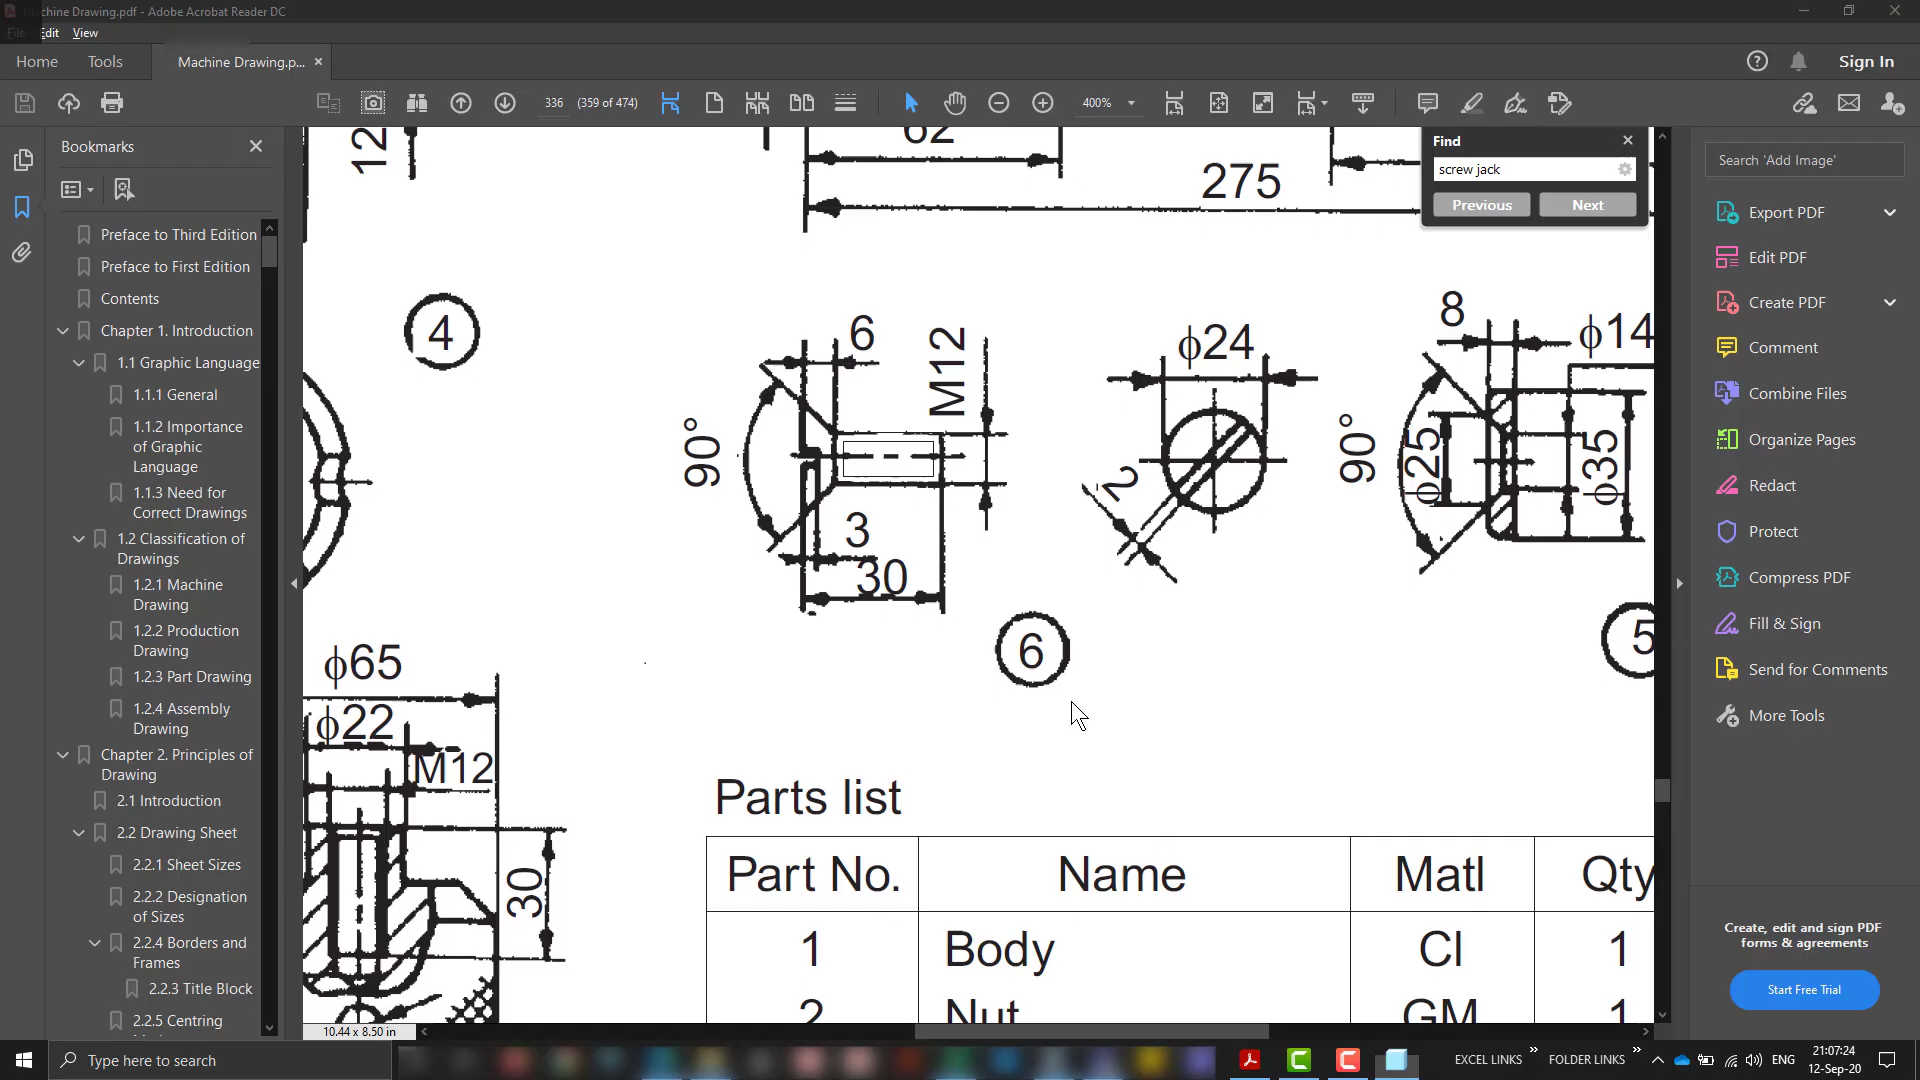 Machine Drawing.pdf - Adobe Acrobat Reader DC
File Edit View
Home Tools Machine Drawing.p... Sign In
336 (359 of 474) 400%
Bookmarks
Preface to Third Edition
Preface to First Edition
Contents
Chapter 1. Introduction
1.1 Graphic Language
1.1.1 General
1.1.2 Importance
of Graphic
Language
1.1.3 Need for
Correct Drawings
1.2 Classification of
Drawings
1.2.1 Machine
Drawing
1.2.2 Production
Drawing
1.2.3 Part Drawing
1.2.4 Assembly
Drawing
Chapter 2. Principles of
Drawing
2.1 Introduction
2.2 Drawing Sheet
2.2.1 Sheet Sizes
2.2.2 Designation
of Sizes
2.2.4 Borders and
Frames
2.2.3 Title Block
2.2.5 Centring
12
62
275
4
6
M12
90°
3
30
ϕ24
2
6
8
ϕ14
90°
ϕ25
ϕ35
5
ϕ65
ϕ22
M12
30
Parts list
Part No. Name Matl Qty
1 Body CI 1
2 Nut GM 1
10.44 x 8.50 in
Find
screw jack
Previous Next
Search 'Add Image'
Export PDF
Edit PDF
Create PDF
Comment
Combine Files
Organize Pages
Redact
Protect
Compress PDF
Fill & Sign
Send for Comments
More Tools
Create, edit and sign PDF
forms & agreements
Start Free Trial
Type here to search
EXCEL LINKS FOLDER LINKS ENG
21:07:24
12-Sep-20